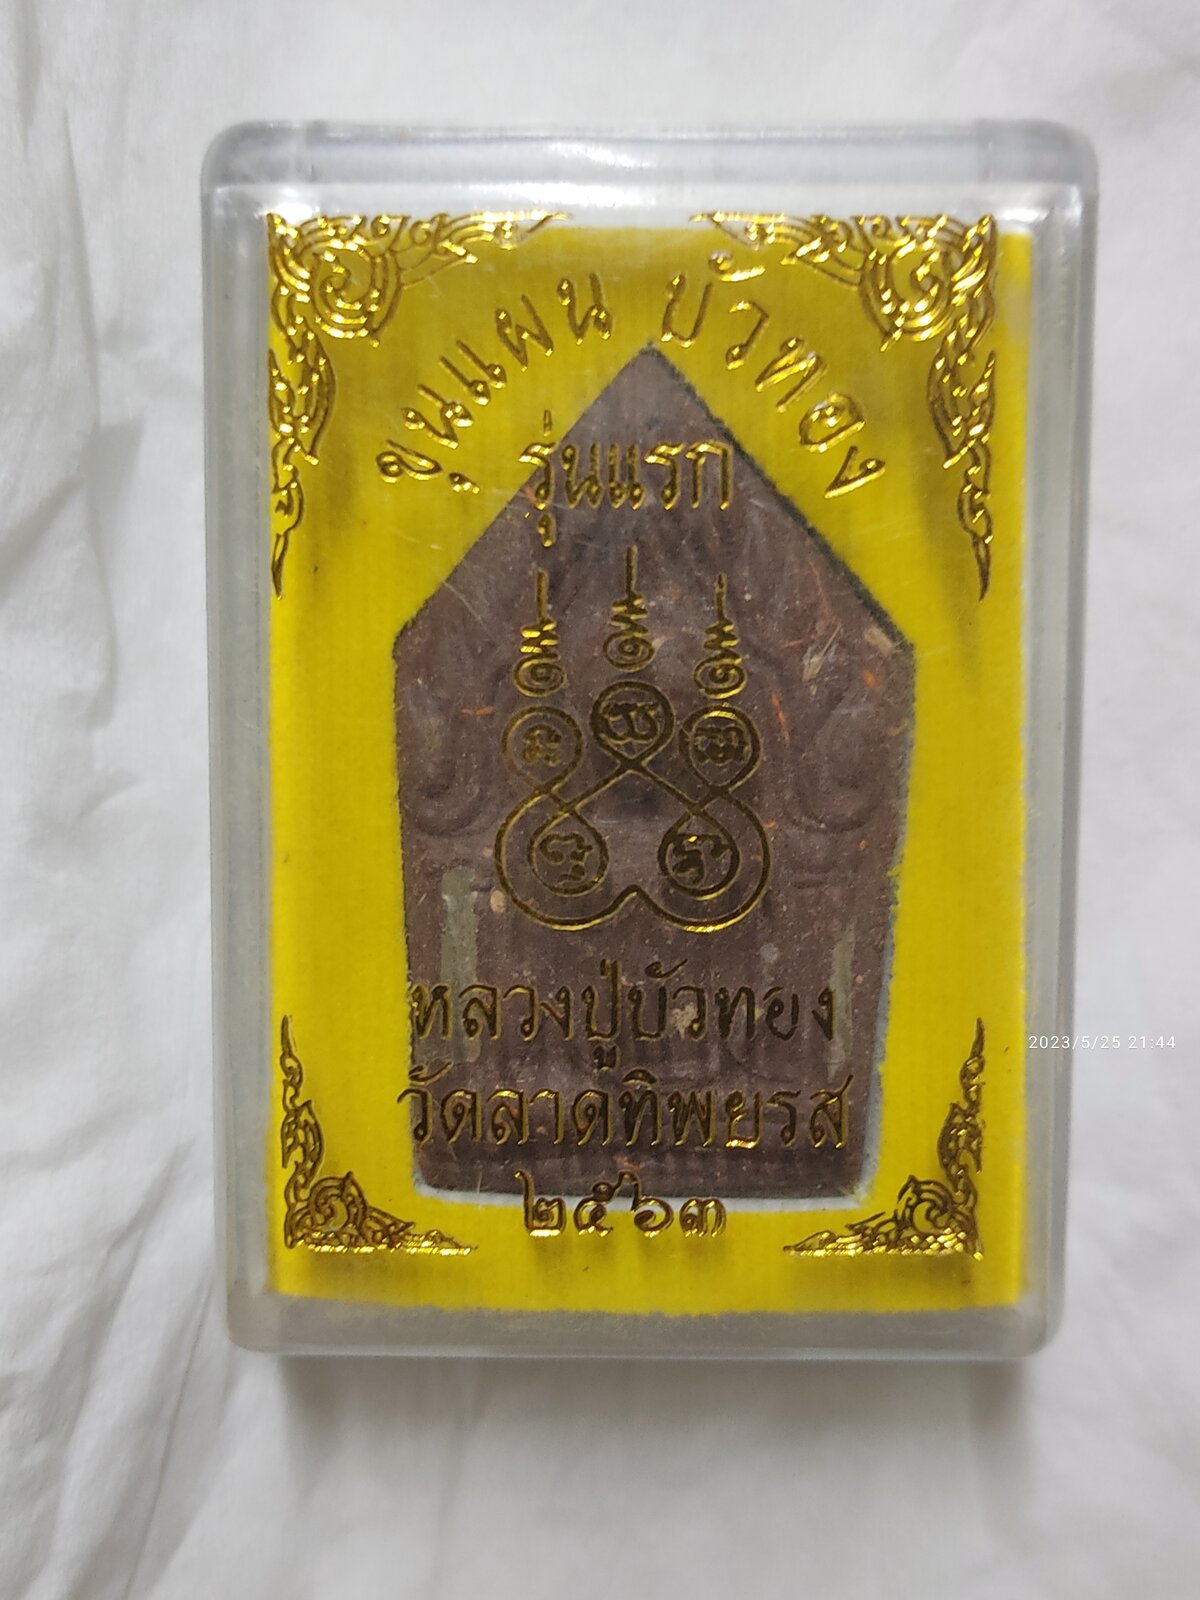 ขุนแผน บัวทอง
รุ่นแรก
หลวงปู่บัวทอง
วัดลาดทิพยรส
๒๕๖๓
2023/5/25 21:44